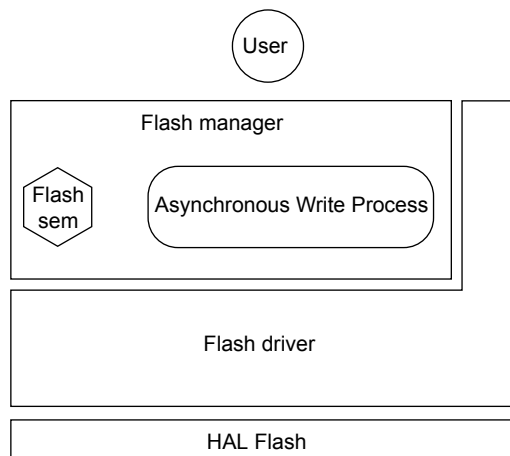 User
Flash manager
Flash
sem
Asynchronous Write Process
Flash driver
HAL Flash